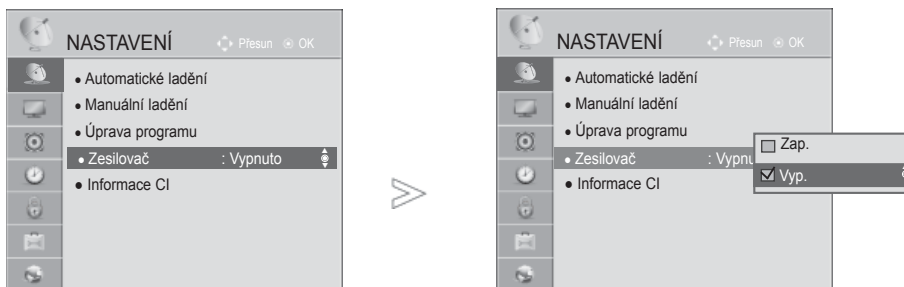 NASTAVENÍ Přesun OK
• Automatické ladění
• Manuální ladění
• Úprava programu
• Zesilovač : Vypnuto
• Informace CI
NASTAVENÍ Přesun OK
• Automatické ladění
• Manuální ladění
• Úprava programu
• Zesilovač : Vypnu
• Informace CI
Zap.
Vyp.